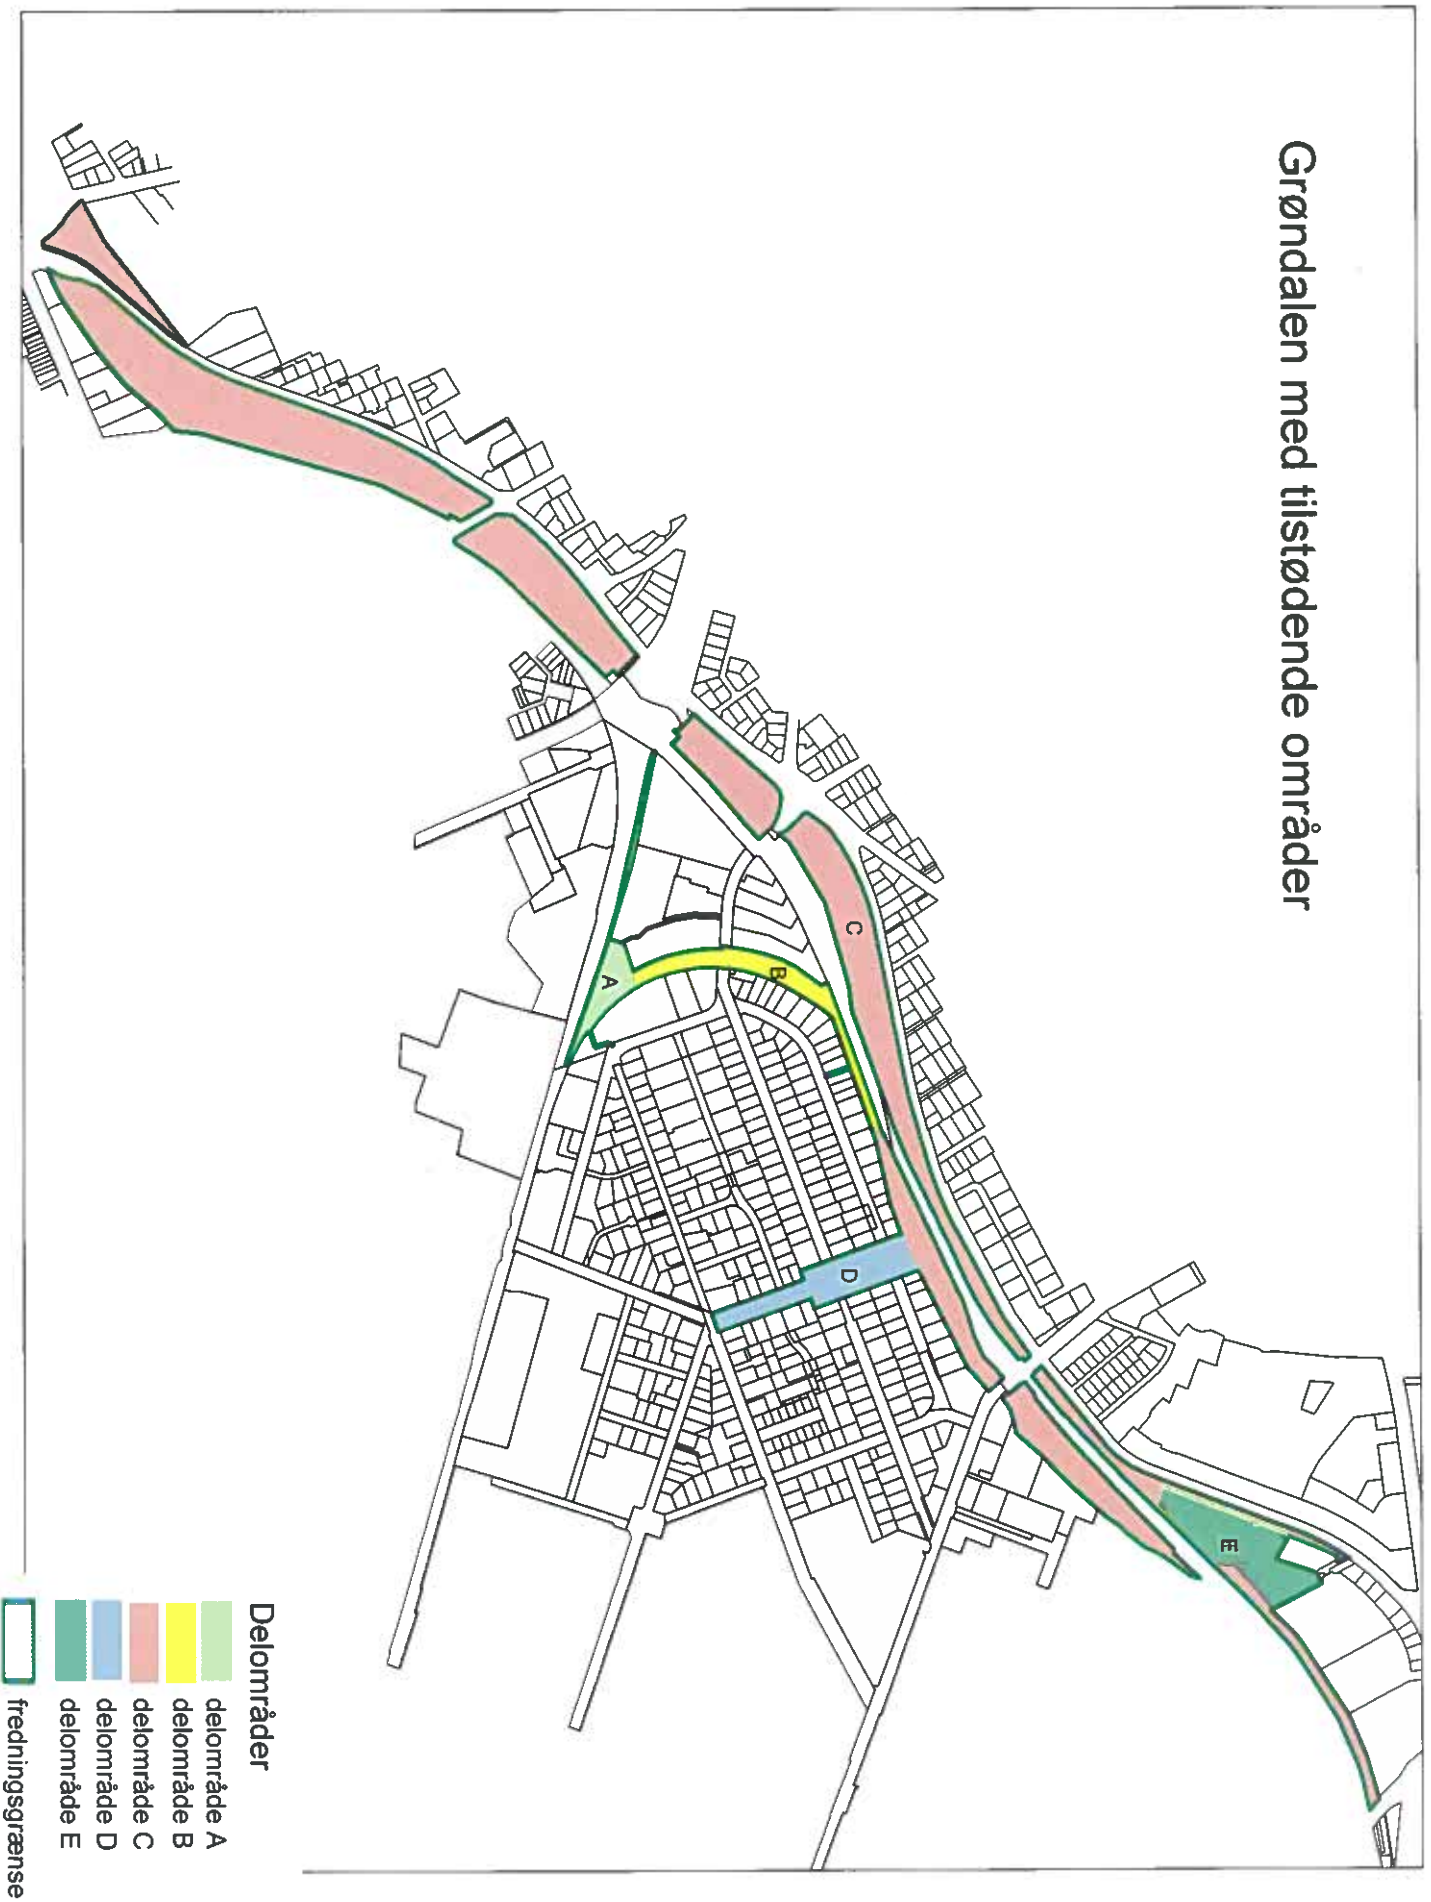 Grøndalen med tilstødende områder
C
B
A
D
E
Delområder
delområde A
delområde B
delområde C
delområde D
delområde E
fredningsgrænse